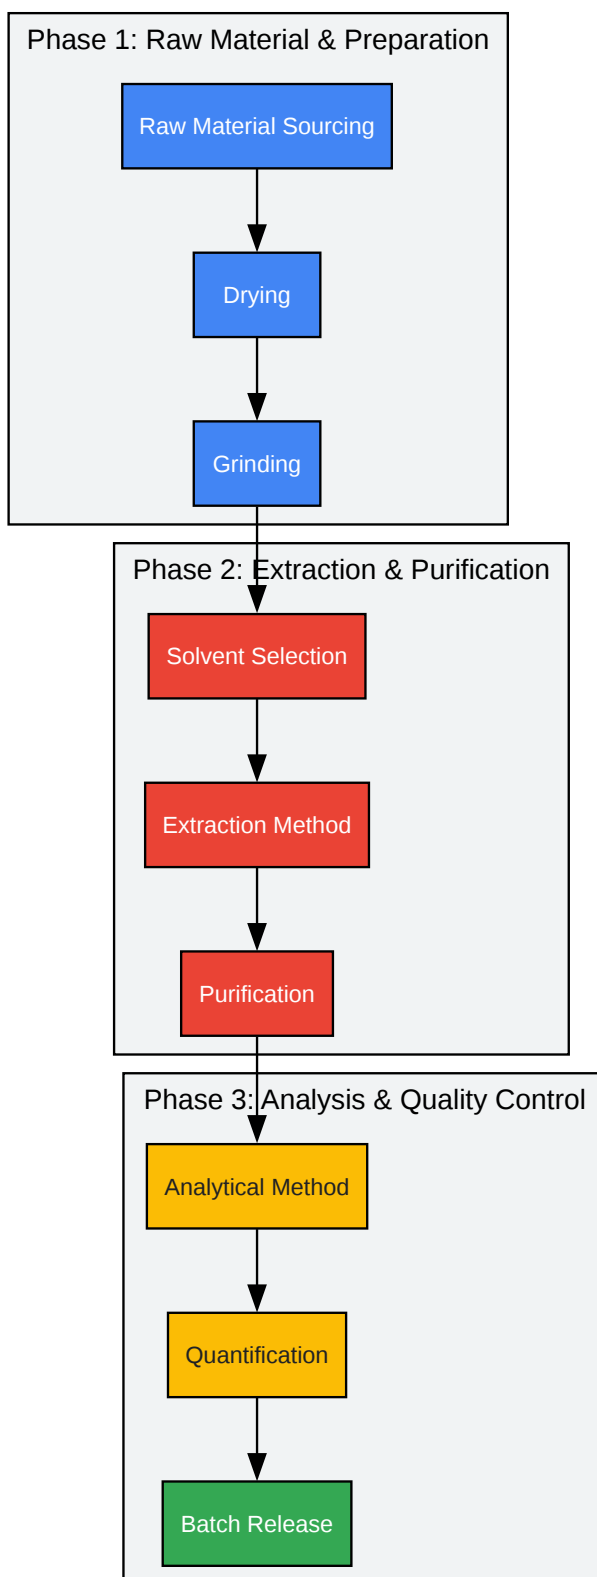 Phase 1: Raw Material & Preparation
Raw Material Sourcing
Drying
Grinding
Phase 2: Extraction & Purification
Solvent Selection
Extraction Method
Purification
Phase 3: Analysis & Quality Control
Analytical Method
Quantification
Batch Release